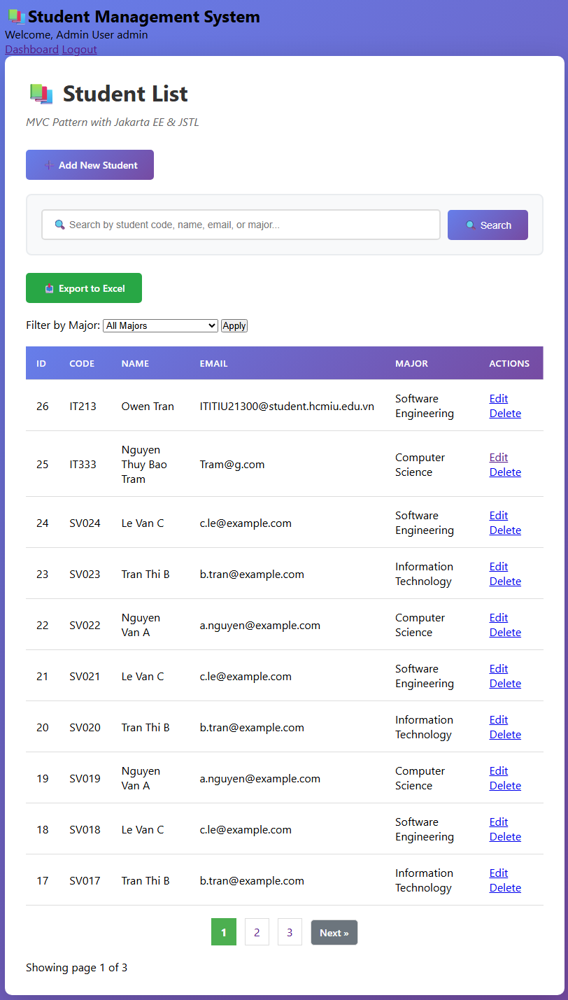 Student Management System
Welcome, Admin User admin
Dashboard Logout
Student List
MVC Pattern with Jakarta EE & JSTL
Add New Student
Search by student code, name, email, or major...
Search
Export to Excel
Filter by Major: All Majors Apply
ID CODE NAME EMAIL MAJOR ACTIONS
26 IT213 Owen Tran ITITIU21300@student.hcmiu.edu.vn Software Engineering Edit Delete
25 IT333 Nguyen Thuy Bao Tram Tram@g.com Computer Science Edit Delete
24 SV024 Le Van C c.le@example.com Software Engineering Edit Delete
23 SV023 Tran Thi B b.tran@example.com Information Technology Edit Delete
22 SV022 Nguyen Van A a.nguyen@example.com Computer Science Edit Delete
21 SV021 Le Van C c.le@example.com Software Engineering Edit Delete
20 SV020 Tran Thi B b.tran@example.com Information Technology Edit Delete
19 SV019 Nguyen Van A a.nguyen@example.com Computer Science Edit Delete
18 SV018 Le Van C c.le@example.com Software Engineering Edit Delete
17 SV017 Tran Thi B b.tran@example.com Information Technology Edit Delete
1 2 3 Next »
Showing page 1 of 3